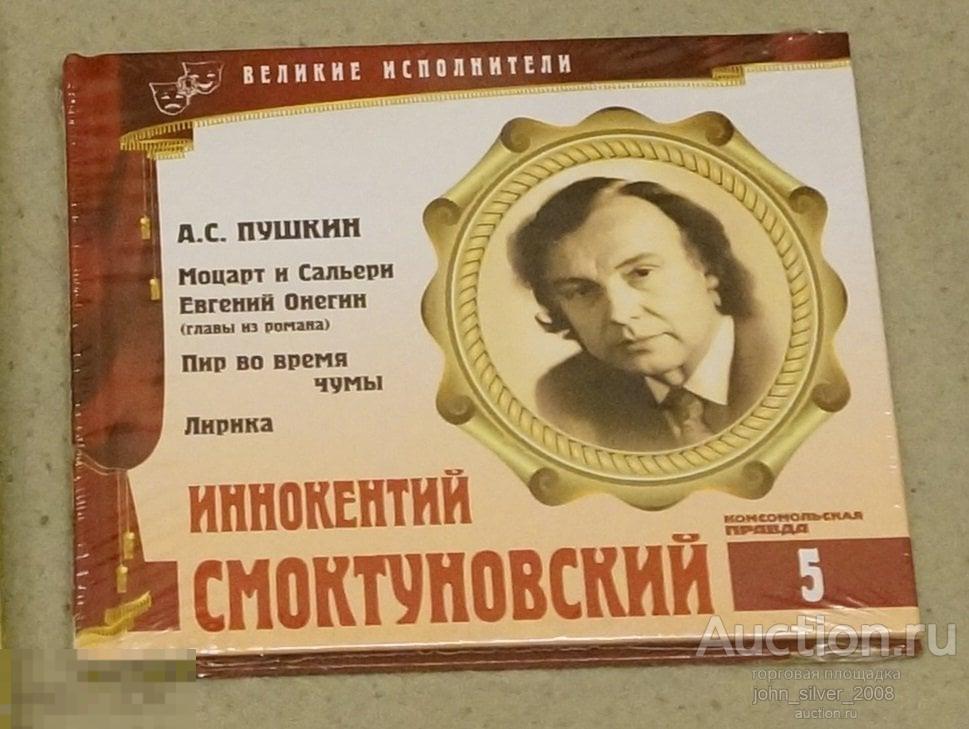 ВЕЛИКИЕ ИСПОЛНИТЕЛИ
А.С. ПУШКИН
Моцарт и Сальери
Евгений Онегин
(главы из романа)
Пир во время
чумы
Лирика
ИННОКЕНТИЙ
СМОКТУНОВСКИЙ
КОМСОМОЛЬСКАЯ
ПРАВДА
5
Auction.ru
торговая площадка
john_silver_2008
auction.ru